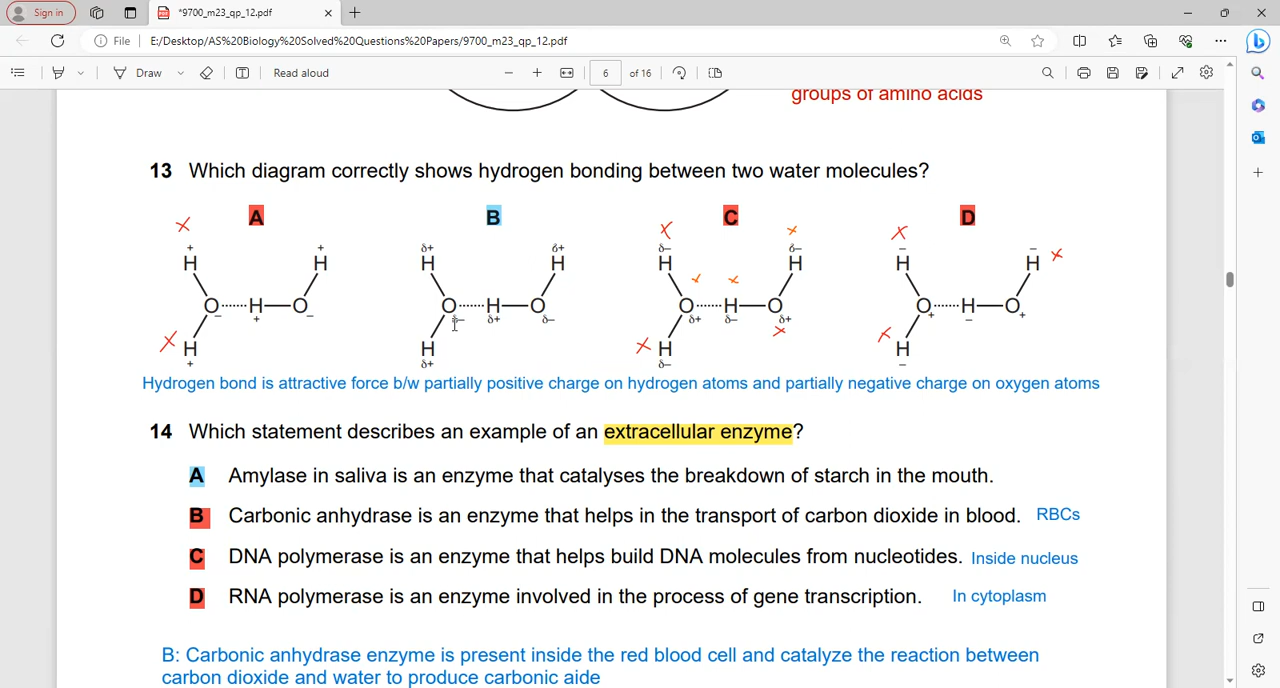 Sign in
*9700_m23_qp_12.pdf
File
E:/Desktop/AS%20Biology%20Solved%20Questions%20Papers/9700_m23_qp_12.pdf
Draw
Read aloud
6 of 16
groups of amino acids
13 Which diagram correctly shows hydrogen bonding between two water molecules?
A B C D
+ + δ+ δ+ δ– δ– – –
H H H H H H H H
O H O O H O O H O O H O
– + – δ– δ+ δ– δ+ δ– δ+ + – +
H H H H
+ δ+ δ– –
Hydrogen bond is attractive force b/w partially positive charge on hydrogen atoms and partially negative charge on oxygen atoms
14 Which statement describes an example of an extracellular enzyme?
A Amylase in saliva is an enzyme that catalyses the breakdown of starch in the mouth.
B Carbonic anhydrase is an enzyme that helps in the transport of carbon dioxide in blood. RBCs
C DNA polymerase is an enzyme that helps build DNA molecules from nucleotides. Inside nucleus
D RNA polymerase is an enzyme involved in the process of gene transcription. In cytoplasm
B: Carbonic anhydrase enzyme is present inside the red blood cell and catalyze the reaction between
carbon dioxide and water to produce carbonic aide